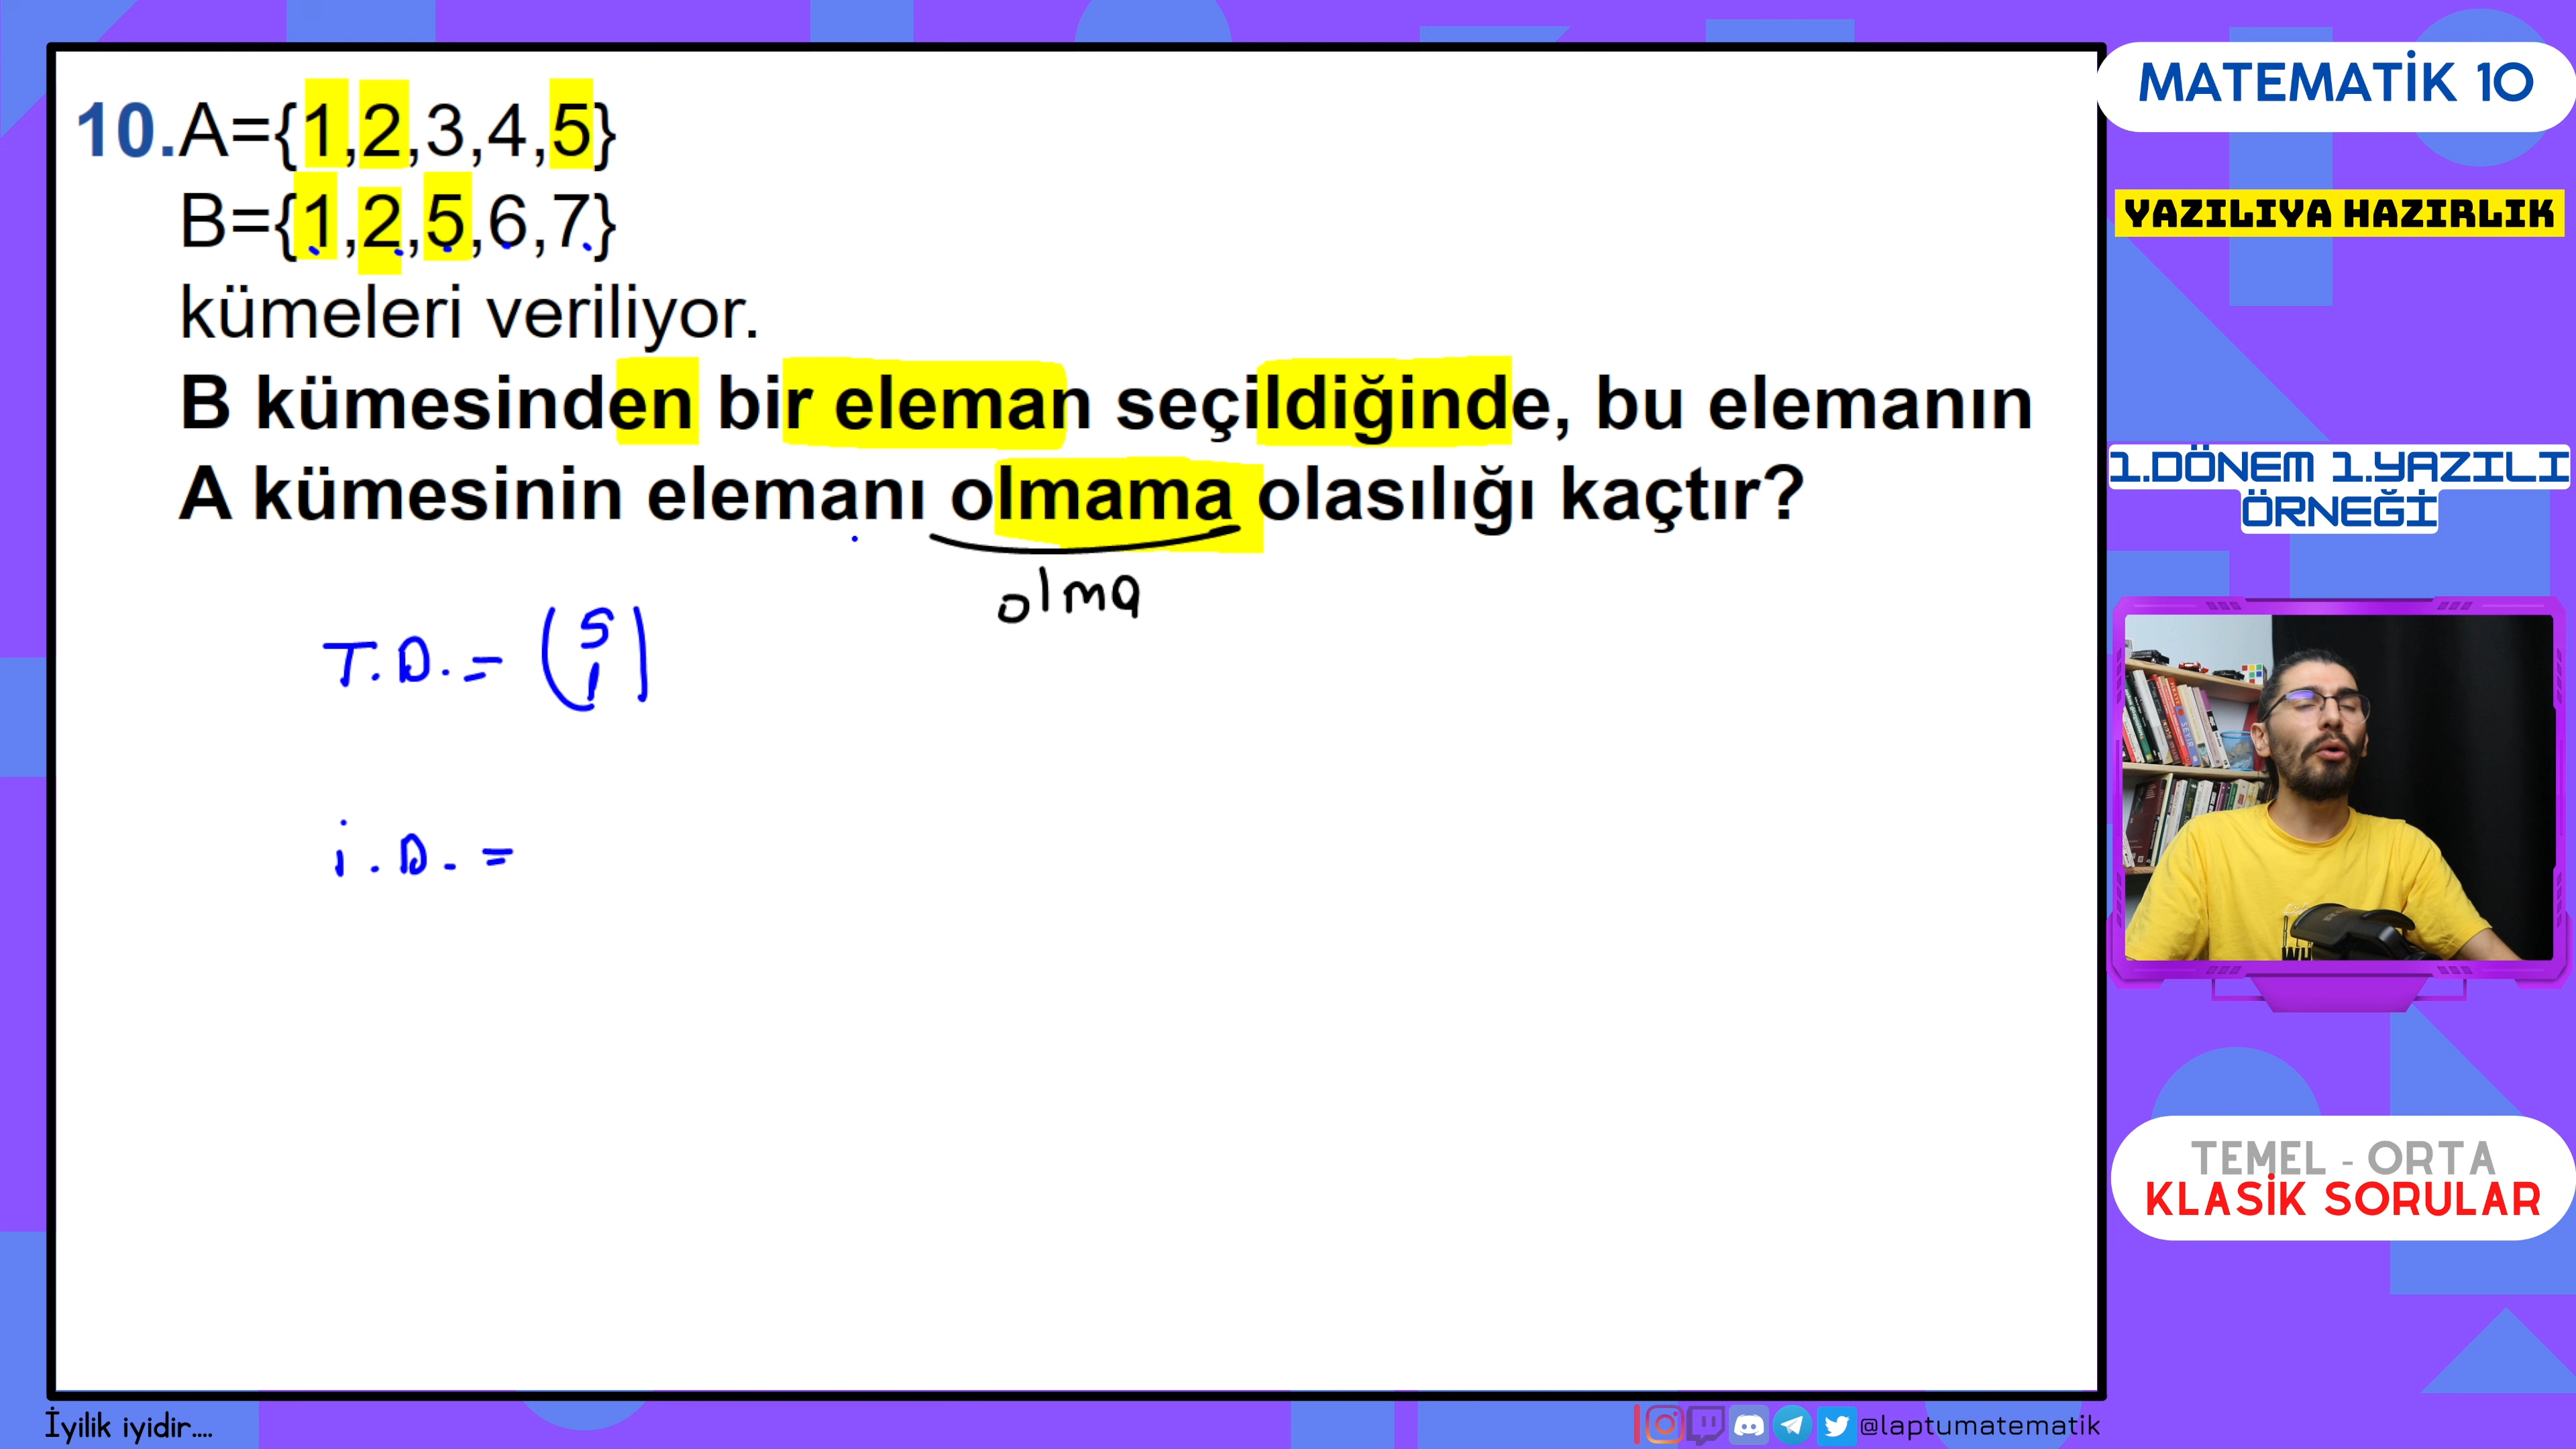 10. A={1,2,3,4,5}
B={1,2,5,6,7}
kümeleri veriliyor.
B kümesinden bir eleman seçildiğinde, bu elemanın
A kümesinin elemanı olmama olasılığı kaçtır?
olma
T.D. = (5 1)
i.D. =
MATEMATİK 10
YAZILIYA HAZIRLIK
1.DÖNEM 1.YAZILI
ÖRNEĞİ
TEMEL - ORTA
KLASİK SORULAR
İyilik iyidir....
@laptumatematik